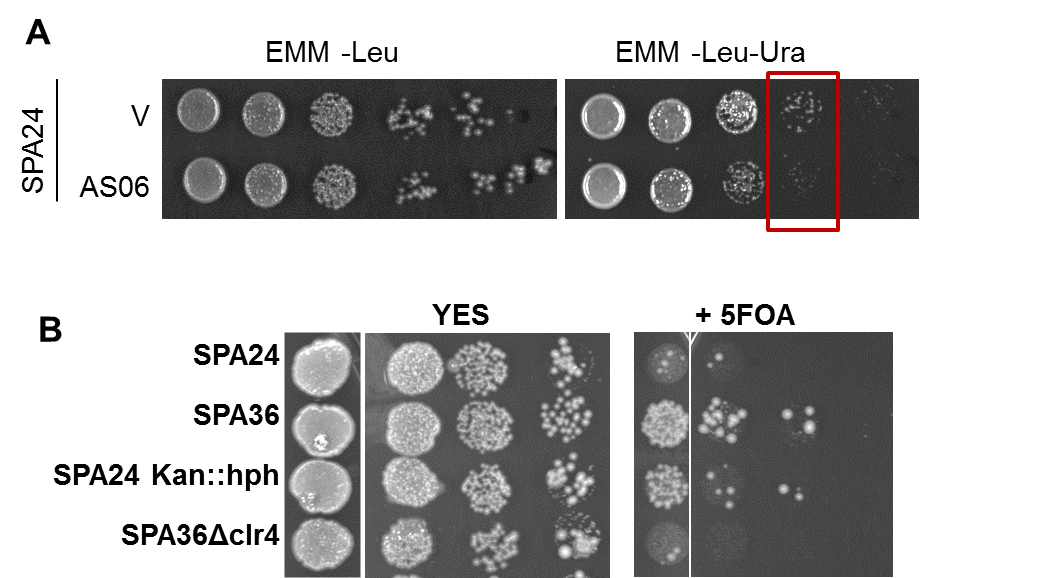 A
EMM -Leu
EMM -Leu-Ura
SPA24
V
AS06
B
YES
+ 5FOA
SPA24
SPA36
SPA24 Kan::hph
SPA36Δclr4